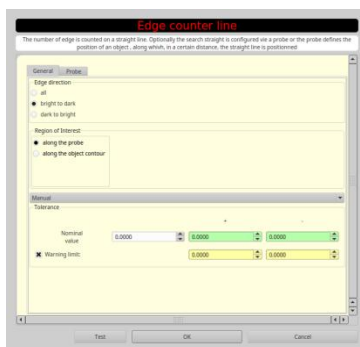 Edge counter line
The number of edge is counted on a straight line. Optionally the search straight is configured via a probe or the probe defines the
position of an object , along whivh, in a certain distance, the straight line is positionned
General Probe
Edge direction
all
bright to dark
dark to bright
Region of Interest
along the probe
along the object contour
Manual
Tolerance
+ -
Nominal
value 0.0000 0.0000 0.0000
Warning limit: 0.0000 0.0000
Test OK Cancel